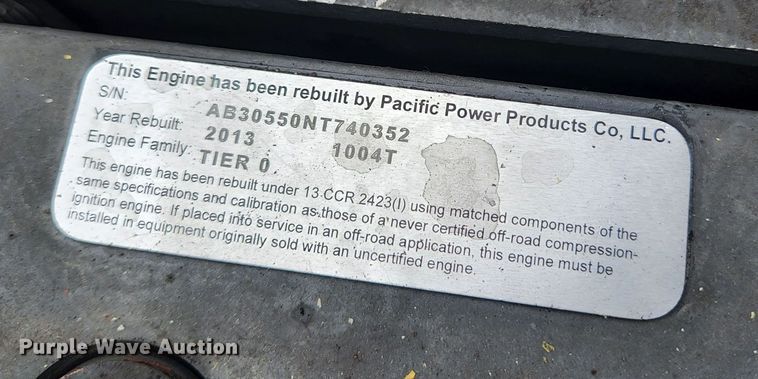 This Engine has been rebuilt by Pacific Power Products Co, LLC.
S/N: AB30550NT740352
Year Rebuilt: 2013 1004T
Engine Family: TIER 0
This engine has been rebuilt under 13 CCR 2423(l) using matched components of the
same specifications and calibration as those of a never certified off-road compression-
ignition engine. If placed into service in an off-road application, this engine must be
installed in equipment originally sold with an uncertified engine.
Purple Wave Auction